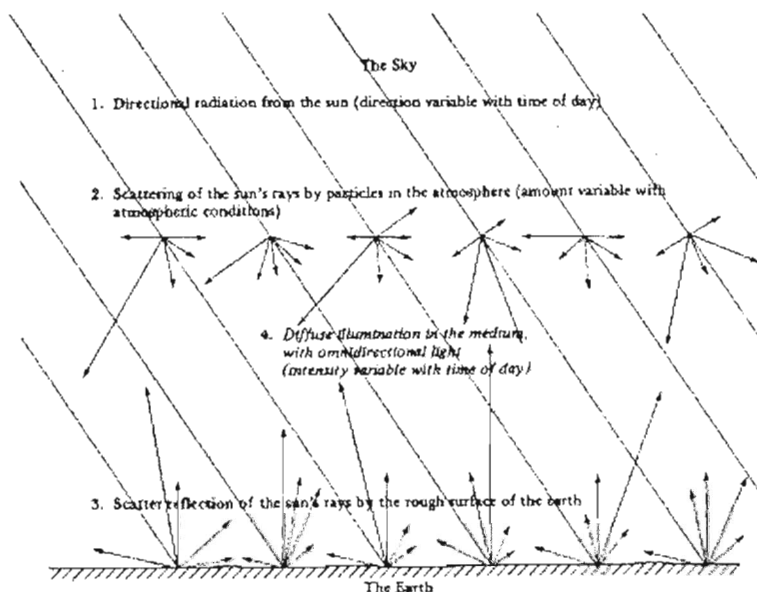 The Sky
1. Directional radiation from the sun (direction variable with time of day)
2. Scattering of the sun's rays by particles in the atmosphere (amount variable with
atmospheric conditions)
4. Diffuse illumination in the medium,
with omnidirectional light
(intensity variable with time of day)
3. Scatter reflection of the sun's rays by the rough surface of the earth
The Earth